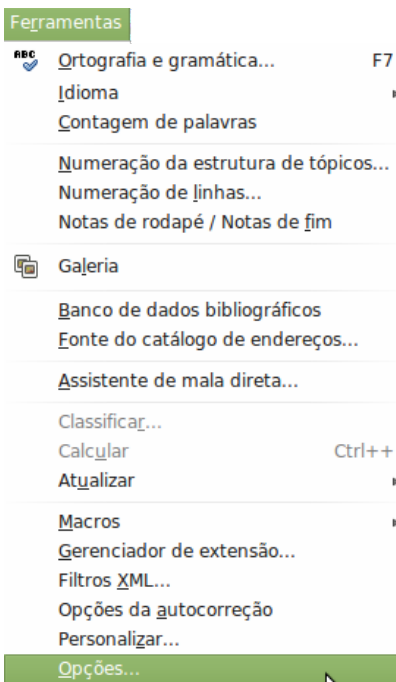 Ferramentas
ABC Ortografia e gramática... F7
Idioma
Contagem de palavras
Numeração da estrutura de tópicos...
Numeração de linhas...
Notas de rodapé / Notas de fim
Galeria
Banco de dados bibliográficos
Fonte do catálogo de endereços...
Assistente de mala direta...
Classificar...
Calcular Ctrl++
Atualizar
Macros
Gerenciador de extensão...
Filtros XML...
Opções da autocorreção
Personalizar...
Opções...